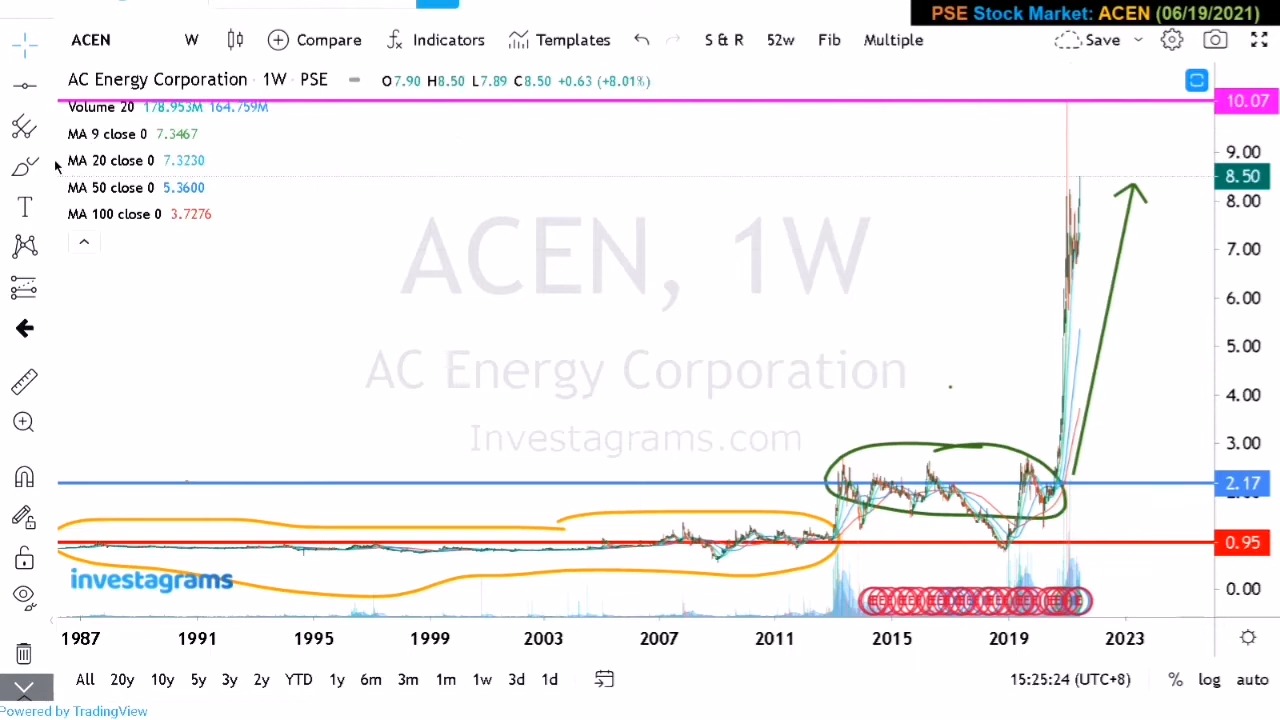 PSE Stock Market: ACEN (06/19/2021)
ACEN W Compare Indicators Templates S & R 52w Fib Multiple Save
AC Energy Corporation · 1W · PSE O7.90 H8.50 L7.89 C8.50 +0.63 (+8.01%)
Volume 20 178.953M 164.759M
MA 9 close 0 7.3467
MA 20 close 0 7.3230
MA 50 close 0 5.3600
MA 100 close 0 3.7276
10.07
9.00
8.50
8.00
7.00
6.00
5.00
4.00
3.00
2.17
0.95
0.00
ACEN, 1W
AC Energy Corporation
Investagrams.com
investagrams
1987 1991 1995 1999 2003 2007 2011 2015 2019 2023
All 20y 10y 5y 3y 2y YTD 1y 6m 3m 1m 1w 3d 1d 15:25:24 (UTC+8) % log auto
Powered by TradingView